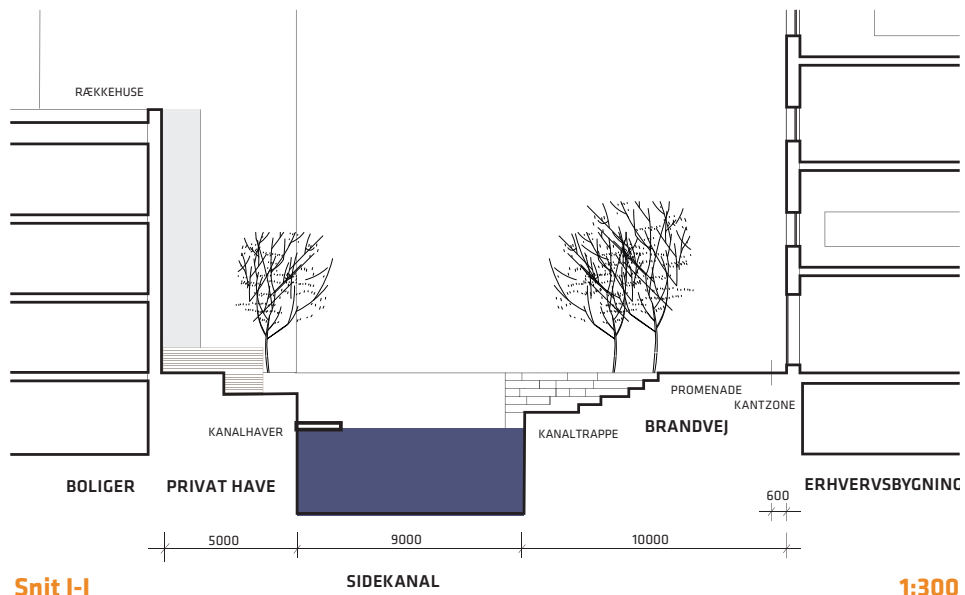 RÆKKEHUSE
PROMENADE
KANTZONE
KANALHAVER
KANALTRAPPE
BRANDVEJ
BOLIGER
PRIVAT HAVE
ERHVERVSBYGNING
600
5000
9000
10000
SIDEKANAL
Snit I-I
1:300